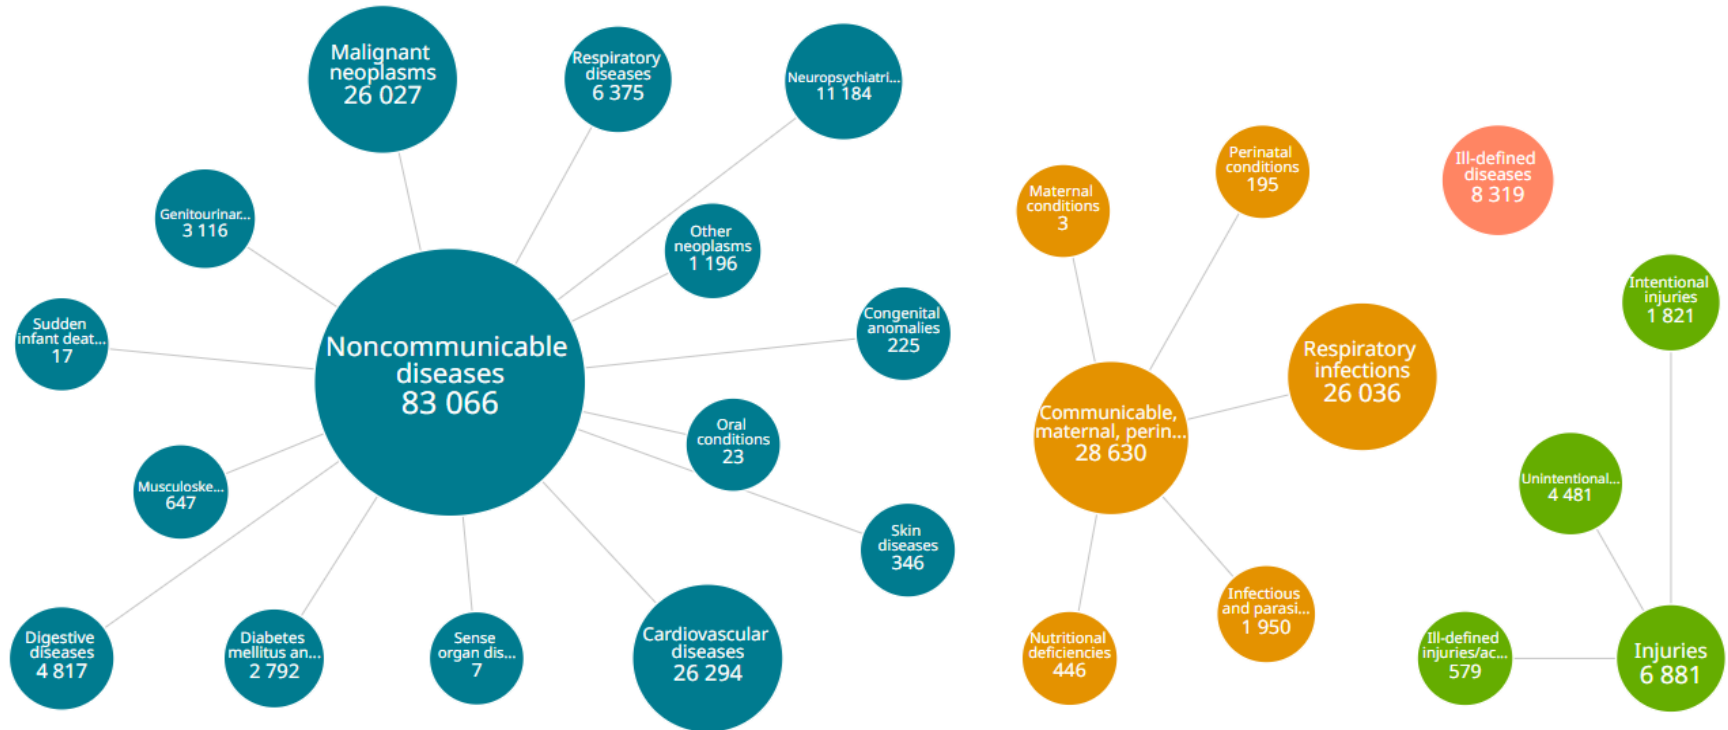 Malignant
neoplasms
26 027
Respiratory
diseases
6 375
Neuropsychiatri...
11 184
Genitourinar...
3 116
Other
neoplasms
1 196
Sudden
infant deat...
17
Congenital
anomalies
225
Noncommunicable
diseases
83 066
Oral
conditions
23
Musculoske...
647
Skin
diseases
346
Digestive
diseases
4 817
Diabetes
mellitus an...
2 792
Sense
organ dis...
7
Cardiovascular
diseases
26 294
Maternal
conditions
3
Perinatal
conditions
195
Respiratory
infections
26 036
Communicable,
maternal, perin...
28 630
Nutritional
deficiencies
446
Infectious
and parasi...
1 950
Ill-defined
diseases
8 319
Intentional
injuries
1 821
Unintentional...
4 481
Ill-defined
injuries/ac...
579
Injuries
6 881